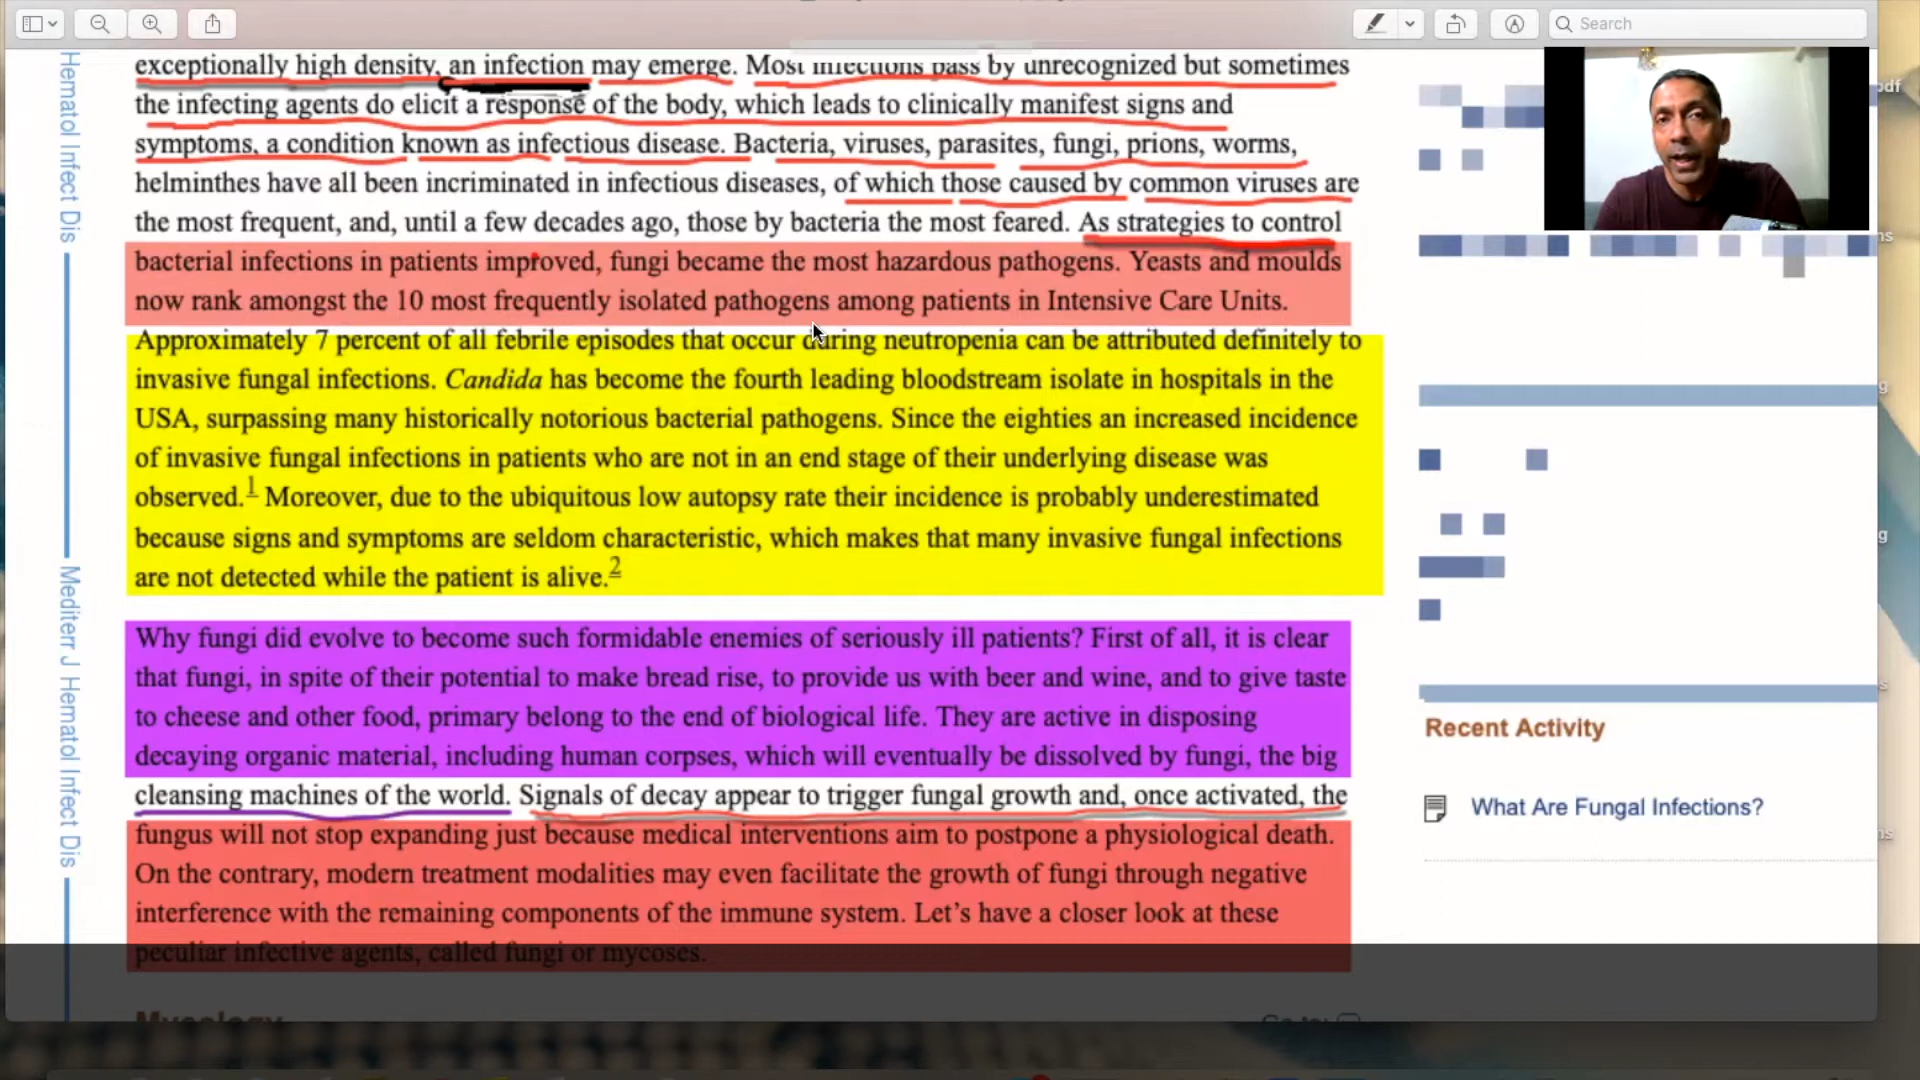 Search
exceptionally high density, an infection may emerge. Most infections pass by unrecognized but sometimes
the infecting agents do elicit a response of the body, which leads to clinically manifest signs and
symptoms, a condition known as infectious disease. Bacteria, viruses, parasites, fungi, prions, worms,
helminthes have all been incriminated in infectious diseases, of which those caused by common viruses are
the most frequent, and, until a few decades ago, those by bacteria the most feared. As strategies to control
bacterial infections in patients improved, fungi became the most hazardous pathogens. Yeasts and moulds
now rank amongst the 10 most frequently isolated pathogens among patients in Intensive Care Units.
Approximately 7 percent of all febrile episodes that occur during neutropenia can be attributed definitely to
invasive fungal infections. Candida has become the fourth leading bloodstream isolate in hospitals in the
USA, surpassing many historically notorious bacterial pathogens. Since the eighties an increased incidence
of invasive fungal infections in patients who are not in an end stage of their underlying disease was
observed.1 Moreover, due to the ubiquitous low autopsy rate their incidence is probably underestimated
because signs and symptoms are seldom characteristic, which makes that many invasive fungal infections
are not detected while the patient is alive.2
Why fungi did evolve to become such formidable enemies of seriously ill patients? First of all, it is clear
that fungi, in spite of their potential to make bread rise, to provide us with beer and wine, and to give taste
to cheese and other food, primary belong to the end of biological life. They are active in disposing
decaying organic material, including human corpses, which will eventually be dissolved by fungi, the big
cleansing machines of the world. Signals of decay appear to trigger fungal growth and, once activated, the
fungus will not stop expanding just because medical interventions aim to postpone a physiological death.
On the contrary, modern treatment modalities may even facilitate the growth of fungi through negative
interference with the remaining components of the immune system. Let’s have a closer look at these
peculiar infective agents, called fungi or mycoses.
Mycology
Go to:
Hematol Infect Dis
Mediterr J Hematol Infect Dis
Recent Activity
What Are Fungal Infections?
pdf